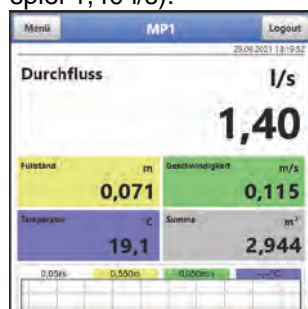 spiel 1,40 l/s).
Menü MP1 Logout
29.09.2021 13:19:52
Durchfluss l/s
1,40
Füllstand m Geschwindigkeit m/s
0,071 0,115
Temperatur °C Summe m³
19,1 2,944
0,05l/s 0,550m 0,050m/s -,--°C